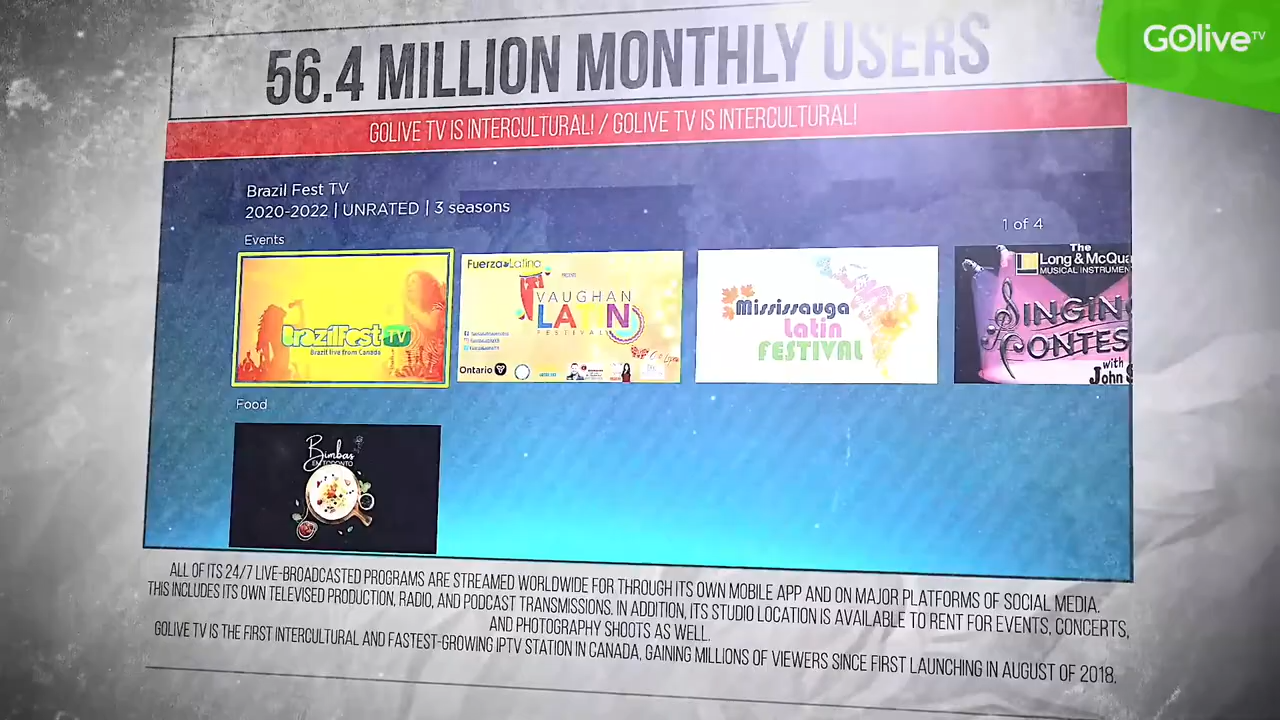 GOliveTV
56.4 MILLION MONTHLY USERS
GOLIVE TV IS INTERCULTURAL! / GOLIVE TV IS INTERCULTURAL!
Brazil Fest TV
2020-2022 | UNRATED | 3 seasons
1 of 4
Events
BrazilFest TV
Brazil live from Canada
Fuerza Latina
PRESENTS
VAUGHAN
LATIN
FESTIVAL
Ontario
Mississauga
Latin
FESTIVAL
The
Long & McQua
MUSICAL INSTRUMEN
SINGING
CONTES
with
John S
Food
Bimbas
EM TORONTO
ALL OF ITS 24/7 LIVE-BROADCASTED PROGRAMS ARE STREAMED WORLDWIDE FOR THROUGH ITS OWN MOBILE APP AND ON MAJOR PLATFORMS OF SOCIAL MEDIA.
THIS INCLUDES ITS OWN TELEVISED PRODUCTION, RADIO, AND PODCAST TRANSMISSIONS. IN ADDITION, ITS STUDIO LOCATION IS AVAILABLE TO RENT FOR EVENTS, CONCERTS,
AND PHOTOGRAPHY SHOOTS AS WELL.
GOLIVE TV IS THE FIRST INTERCULTURAL AND FASTEST-GROWING IPTV STATION IN CANADA, GAINING MILLIONS OF VIEWERS SINCE FIRST LAUNCHING IN AUGUST OF 2018.